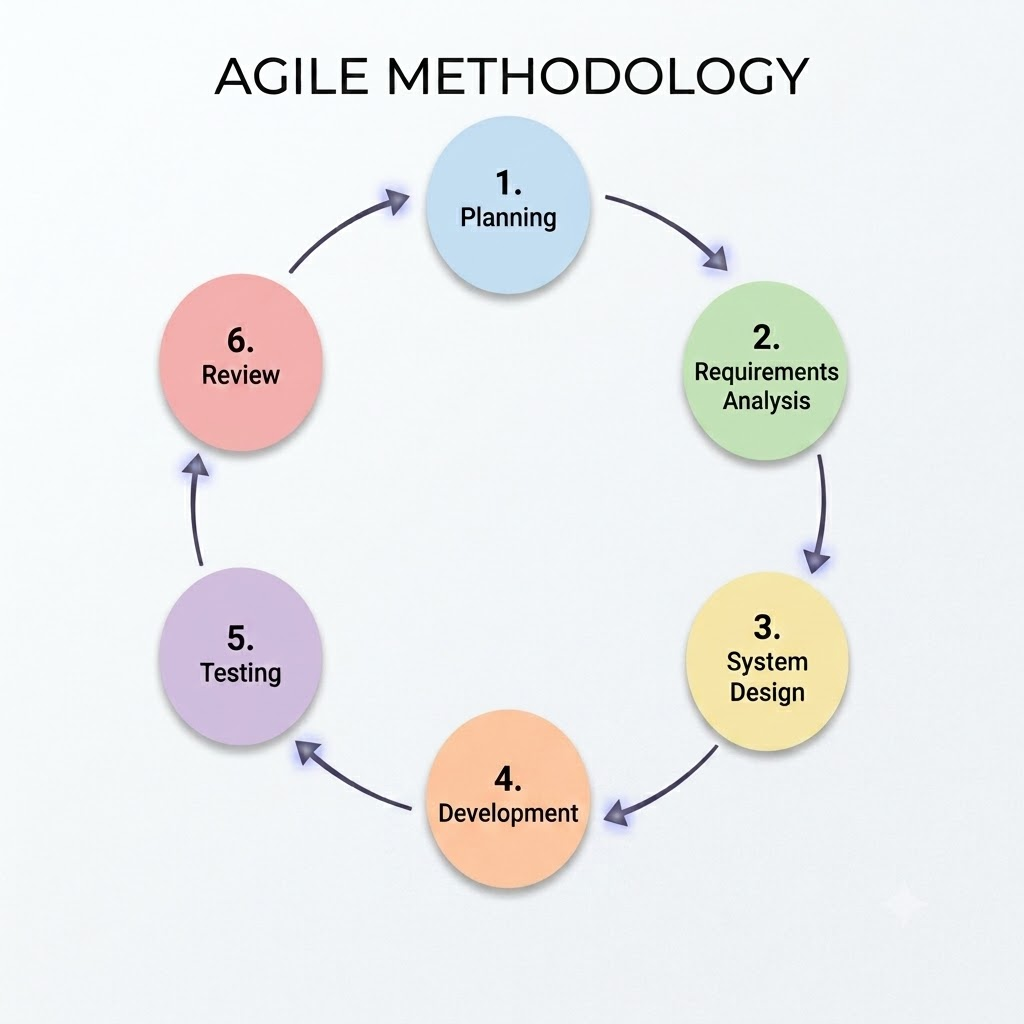 AGILE METHODOLOGY
1.
Planning
2.
Requirements
Analysis
3.
System
Design
4.
Development
5.
Testing
6.
Review